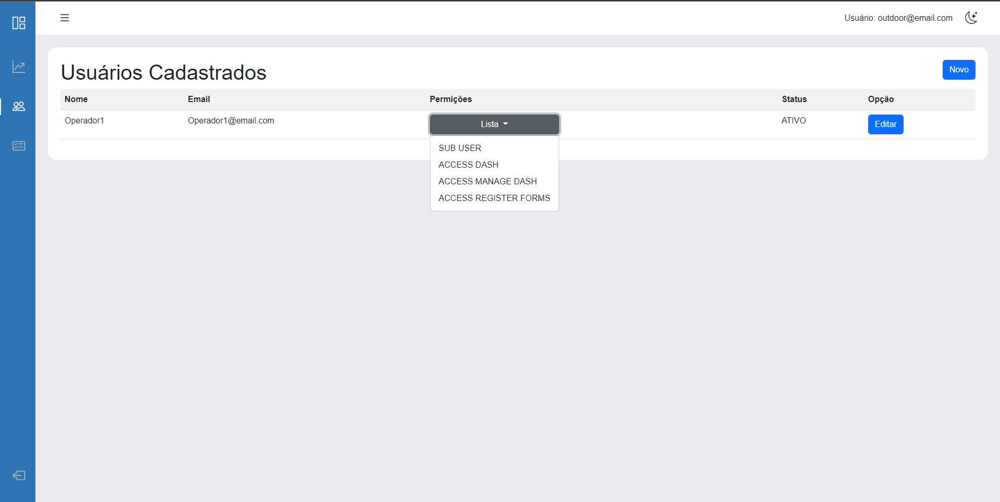 Usuário: outdoor@email.com
Usuários Cadastrados
Novo
Nome Email Permições Status Opção
Operador1 Operador1@email.com Lista ATIVO Editar
SUB USER
ACCESS DASH
ACCESS MANAGE DASH
ACCESS REGISTER FORMS